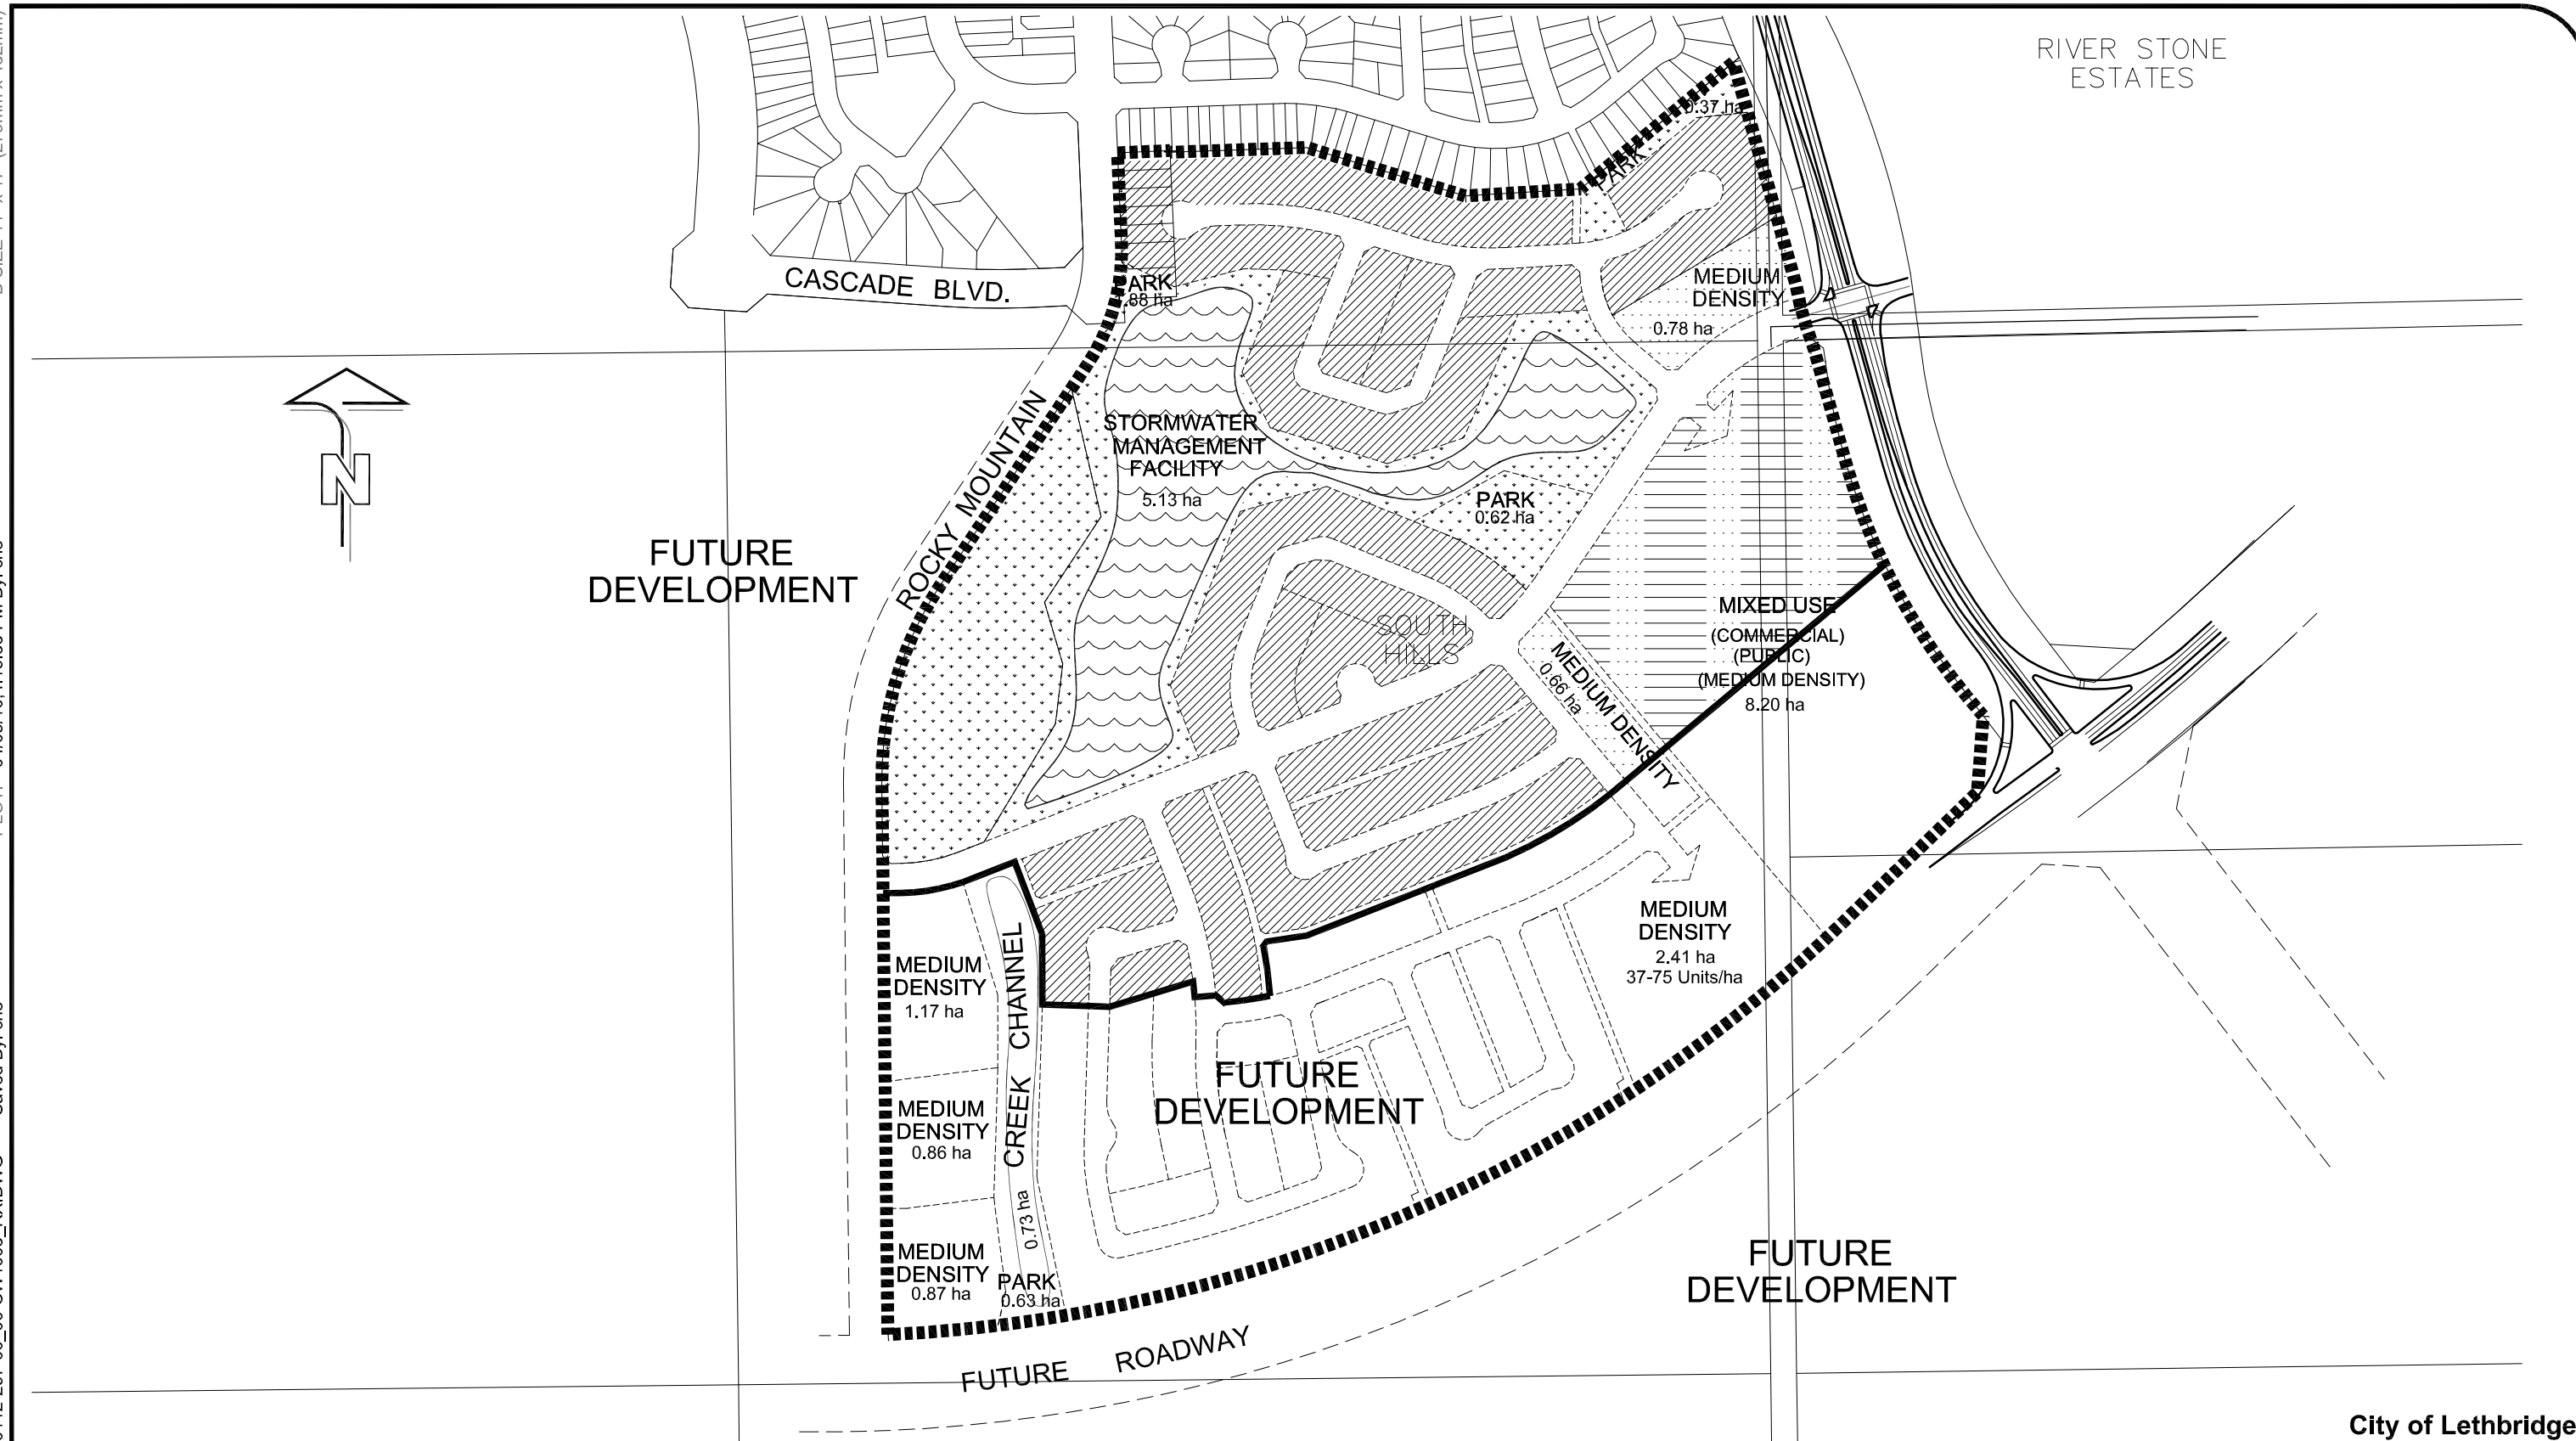 RIVER STONE
ESTATES
0.37 ha
PARK
CASCADE BLVD.
ARK
.88 ha
MEDIUM
DENSITY
0.78 ha
ROCKY MOUNTAIN
STORMWATER
MANAGEMENT
FACILITY
5.13 ha
N
PARK
0.62 ha
FUTURE
DEVELOPMENT
SOUTH
HILLS
MIXED USE
(COMMERCIAL)
(PUBLIC)
(MEDIUM DENSITY)
8.20 ha
MEDIUM DENSITY
0.66 ha
MEDIUM
DENSITY
2.41 ha
37-75 Units/ha
MEDIUM
DENSITY
1.17 ha
CREEK CHANNEL
0.73 ha
FUTURE
DEVELOPMENT
MEDIUM
DENSITY
0.86 ha
MEDIUM
DENSITY
0.87 ha
PARK
0.63 ha
FUTURE
DEVELOPMENT
FUTURE ROADWAY
City of Lethbridge